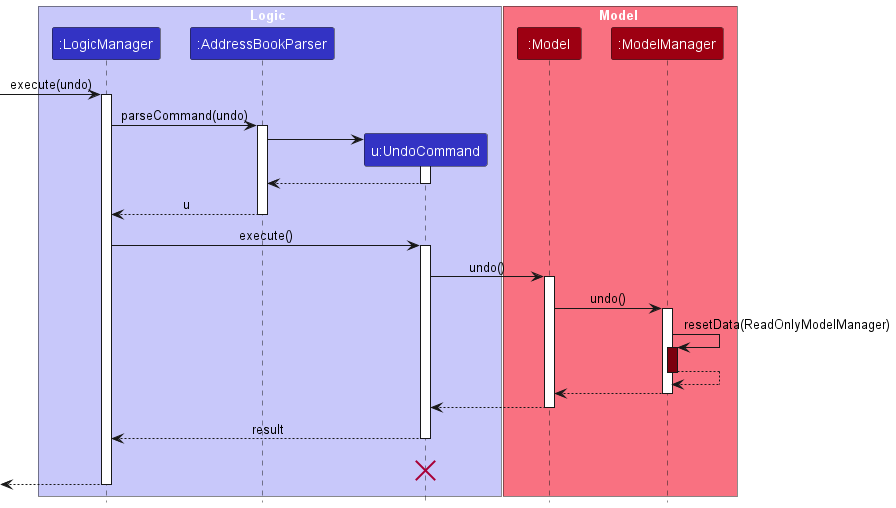 Logic
Model
:LogicManager
:AddressBookParser
:Model
:ModelManager
execute(undo)
parseCommand(undo)
u:UndoCommand
u
execute()
undo()
undo()
resetData(ReadOnlyModelManager)
result